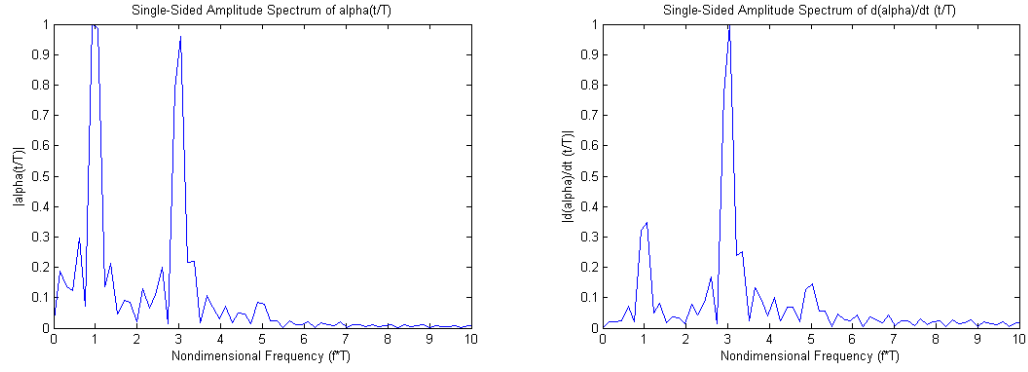 Single-Sided Amplitude Spectrum of alpha(t/T)
|alpha(t/T)|
1
0.9
0.8
0.7
0.6
0.5
0.4
0.3
0.2
0.1
0
0 1 2 3 4 5 6 7 8 9 10
Nondimensional Frequency (f*T)
Single-Sided Amplitude Spectrum of d(alpha)/dt (t/T)
|d(alpha)/dt (t/T)|
1
0.9
0.8
0.7
0.6
0.5
0.4
0.3
0.2
0.1
0
0 1 2 3 4 5 6 7 8 9 10
Nondimensional Frequency (f*T)